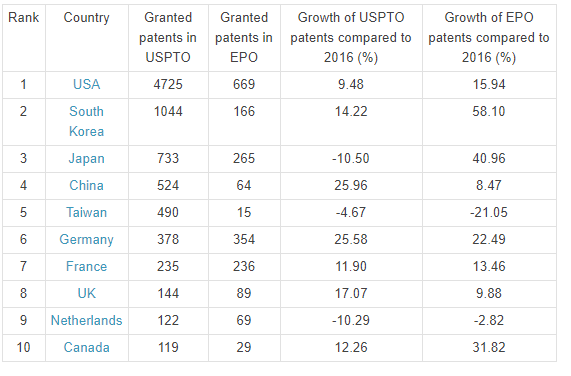 Rank Country Granted patents in USPTO Granted patents in EPO Growth of USPTO patents compared to 2016 (%) Growth of EPO patents compared to 2016 (%)
1 USA 4725 669 9.48 15.94
2 South Korea 1044 166 14.22 58.10
3 Japan 733 265 -10.50 40.96
4 China 524 64 25.96 8.47
5 Taiwan 490 15 -4.67 -21.05
6 Germany 378 354 25.58 22.49
7 France 235 236 11.90 13.46
8 UK 144 89 17.07 9.88
9 Netherlands 122 69 -10.29 -2.82
10 Canada 119 29 12.26 31.82